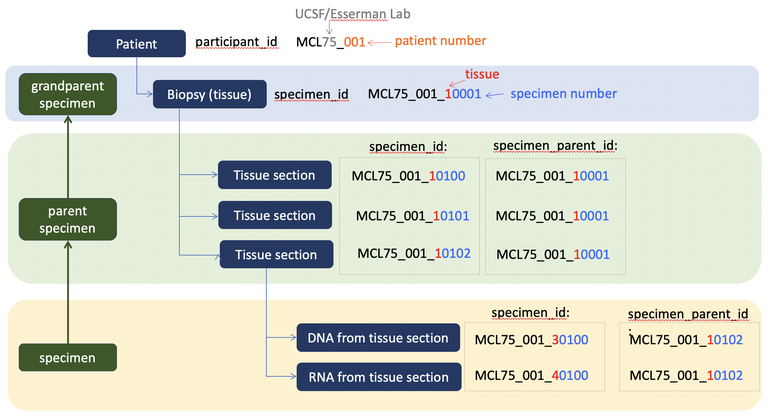 UCSF/Esserman Lab
Patient participant_id MCL75_001 patient number
tissue
grandparent specimen
Biopsy (tissue) specimen_id MCL75_001_10001 specimen number
specimen_id: specimen_parent_id:
Tissue section MCL75_001_10100 MCL75_001_10001
parent specimen
Tissue section MCL75_001_10101 MCL75_001_10001
Tissue section MCL75_001_10102 MCL75_001_10001
specimen_id: specimen_parent_id:
specimen
DNA from tissue section MCL75_001_30100 MCL75_001_10102
RNA from tissue section MCL75_001_40100 MCL75_001_10102